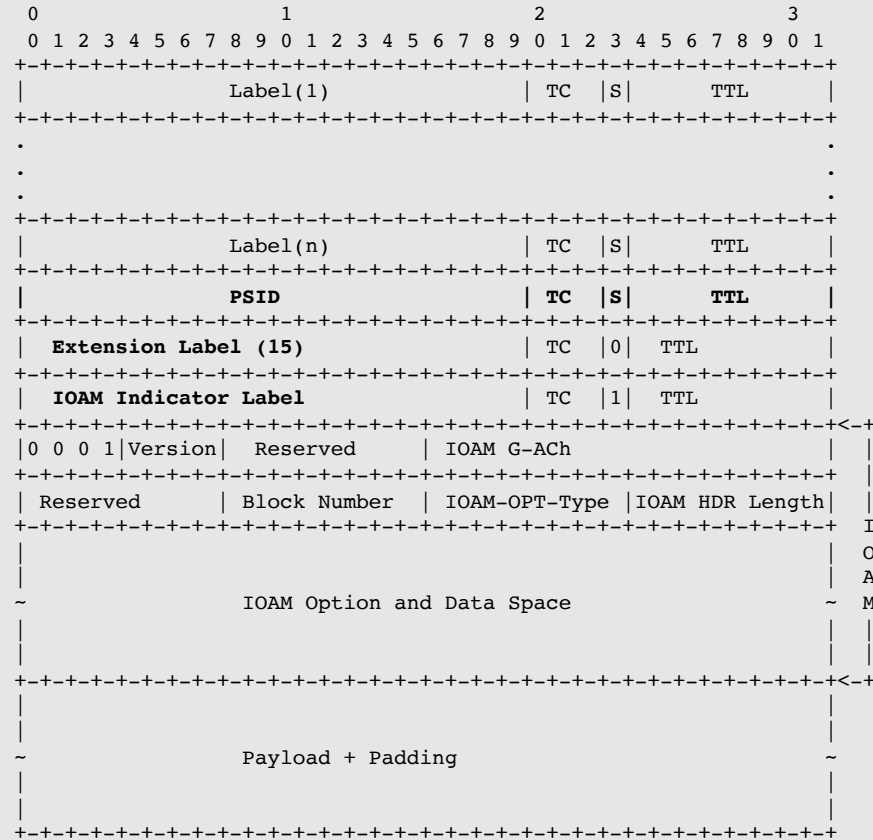 0                   1                   2                   3
 0 1 2 3 4 5 6 7 8 9 0 1 2 3 4 5 6 7 8 9 0 1 2 3 4 5 6 7 8 9 0 1
+-+-+-+-+-+-+-+-+-+-+-+-+-+-+-+-+-+-+-+-+-+-+-+-+-+-+-+-+-+-+-+-+
|                Label(1)               | TC  |S|      TTL      |
+-+-+-+-+-+-+-+-+-+-+-+-+-+-+-+-+-+-+-+-+-+-+-+-+-+-+-+-+-+-+-+-+
.                                                               .
.                                                               .
.                                                               .
+-+-+-+-+-+-+-+-+-+-+-+-+-+-+-+-+-+-+-+-+-+-+-+-+-+-+-+-+-+-+-+-+
|                Label(n)               | TC  |S|      TTL      |
+-+-+-+-+-+-+-+-+-+-+-+-+-+-+-+-+-+-+-+-+-+-+-+-+-+-+-+-+-+-+-+-+
|                PSID                   | TC  |S|      TTL      |
+-+-+-+-+-+-+-+-+-+-+-+-+-+-+-+-+-+-+-+-+-+-+-+-+-+-+-+-+-+-+-+-+
|  Extension Label (15)                 | TC  |0|  TTL          |
+-+-+-+-+-+-+-+-+-+-+-+-+-+-+-+-+-+-+-+-+-+-+-+-+-+-+-+-+-+-+-+-+
|  IOAM Indicator Label                 | TC  |1|  TTL          |
+-+-+-+-+-+-+-+-+-+-+-+-+-+-+-+-+-+-+-+-+-+-+-+-+-+-+-+-+-+-+-+-+<-+
|0 0 0 1|Version|  Reserved     | IOAM G-ACh                    |  |
+-+-+-+-+-+-+-+-+-+-+-+-+-+-+-+-+-+-+-+-+-+-+-+-+-+-+-+-+-+-+-+-+  |
| Reserved      | Block Number  | IOAM-OPT-Type |IOAM HDR Length|  |
+-+-+-+-+-+-+-+-+-+-+-+-+-+-+-+-+-+-+-+-+-+-+-+-+-+-+-+-+-+-+-+-+  I
|                                                               |  O
|                                                               |  A
~                 IOAM Option and Data Space                    ~  M
|                                                               |  |
|                                                               |  |
+-+-+-+-+-+-+-+-+-+-+-+-+-+-+-+-+-+-+-+-+-+-+-+-+-+-+-+-+-+-+-+-+<-+
|                                                               |
|                                                               |
~                 Payload + Padding                             ~
|                                                               |
|                                                               |
+-+-+-+-+-+-+-+-+-+-+-+-+-+-+-+-+-+-+-+-+-+-+-+-+-+-+-+-+-+-+-+-+